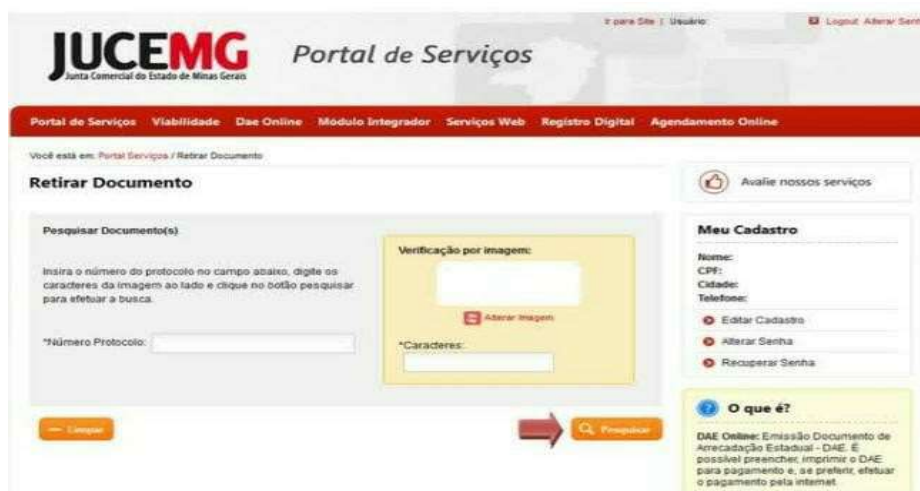 Ir para Site | Usuário: Logout Alterar Sen
JUCEMG
Junta Comercial do Estado de Minas Gerais
Portal de Serviços
Portal de Serviços Viabilidade Dae Online Módulo Integrador Serviços Web Registro Digital Agendamento Online
Você está em: Portal Serviços / Retirar Documento
Retirar Documento
Pesquisar Documento(s)
Insira o número do protocolo no campo abaixo, digite os
caracteres da imagem ao lado e clique no botão pesquisar
para efetuar a busca.
*Número Protocolo:
Verificação por imagem:
Alterar Imagem
*Caracteres:
Limpar
Pesquisar
Avalie nossos serviços
Meu Cadastro
Nome:
CPF:
Cidade:
Telefone:
Editar Cadastro
Alterar Senha
Recuperar Senha
O que é?
DAE Online: Emissão Documento de
Arrecadação Estadual - DAE. É
possível preencher, imprimir o DAE
para pagamento e, se preferir, efetuar
o pagamento pela internet